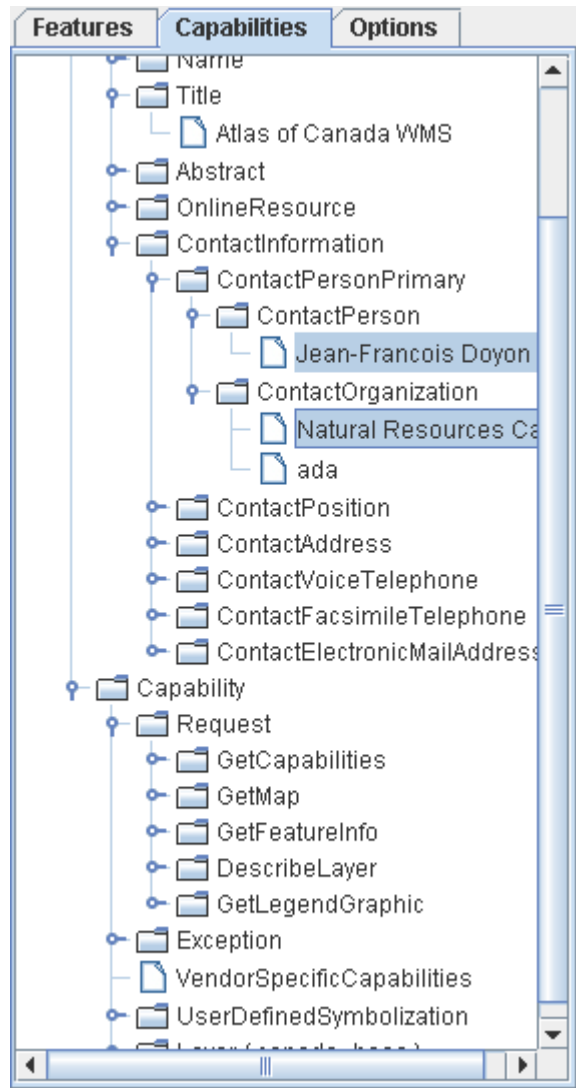 Features Capabilities Options
Name
Title
Atlas of Canada WMS
Abstract
OnlineResource
ContactInformation
ContactPersonPrimary
ContactPerson
Jean-Francois Doyon
ContactOrganization
Natural Resources Ca
ada
ContactPosition
ContactAddress
ContactVoiceTelephone
ContactFacsimileTelephone
ContactElectronicMailAddress
Capability
Request
GetCapabilities
GetMap
GetFeatureInfo
DescribeLayer
GetLegendGraphic
Exception
VendorSpecificCapabilities
UserDefinedSymbolization